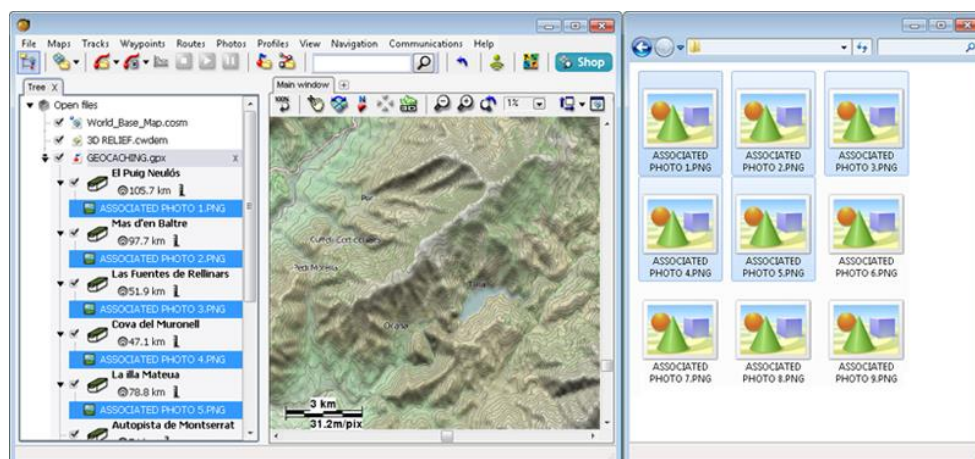 File Maps Tracks Waypoints Routes Photos Profiles View Navigation Communications Help
Shop
Tree X
Main window
100%
1%
Open files
World_Base_Map.cosm
3D RELIEF.cwdem
GEOCACHING.gpx x
El Puig Neulós
105.7 km
ASSOCIATED PHOTO 1.PNG
Mas d'en Baltre
97.7 km
ASSOCIATED PHOTO 2.PNG
Las Fuentes de Rellinars
51.9 km
ASSOCIATED PHOTO 3.PNG
Cova del Muronell
47.1 km
ASSOCIATED PHOTO 4.PNG
La illa Mateua
78.8 km
ASSOCIATED PHOTO 5.PNG
Autopista de Montserrat
3 km
31.2m/pix
ASSOCIATED PHOTO 1.PNG
ASSOCIATED PHOTO 2.PNG
ASSOCIATED PHOTO 3.PNG
ASSOCIATED PHOTO 4.PNG
ASSOCIATED PHOTO 5.PNG
ASSOCIATED PHOTO 6.PNG
ASSOCIATED PHOTO 7.PNG
ASSOCIATED PHOTO 8.PNG
ASSOCIATED PHOTO 9.PNG